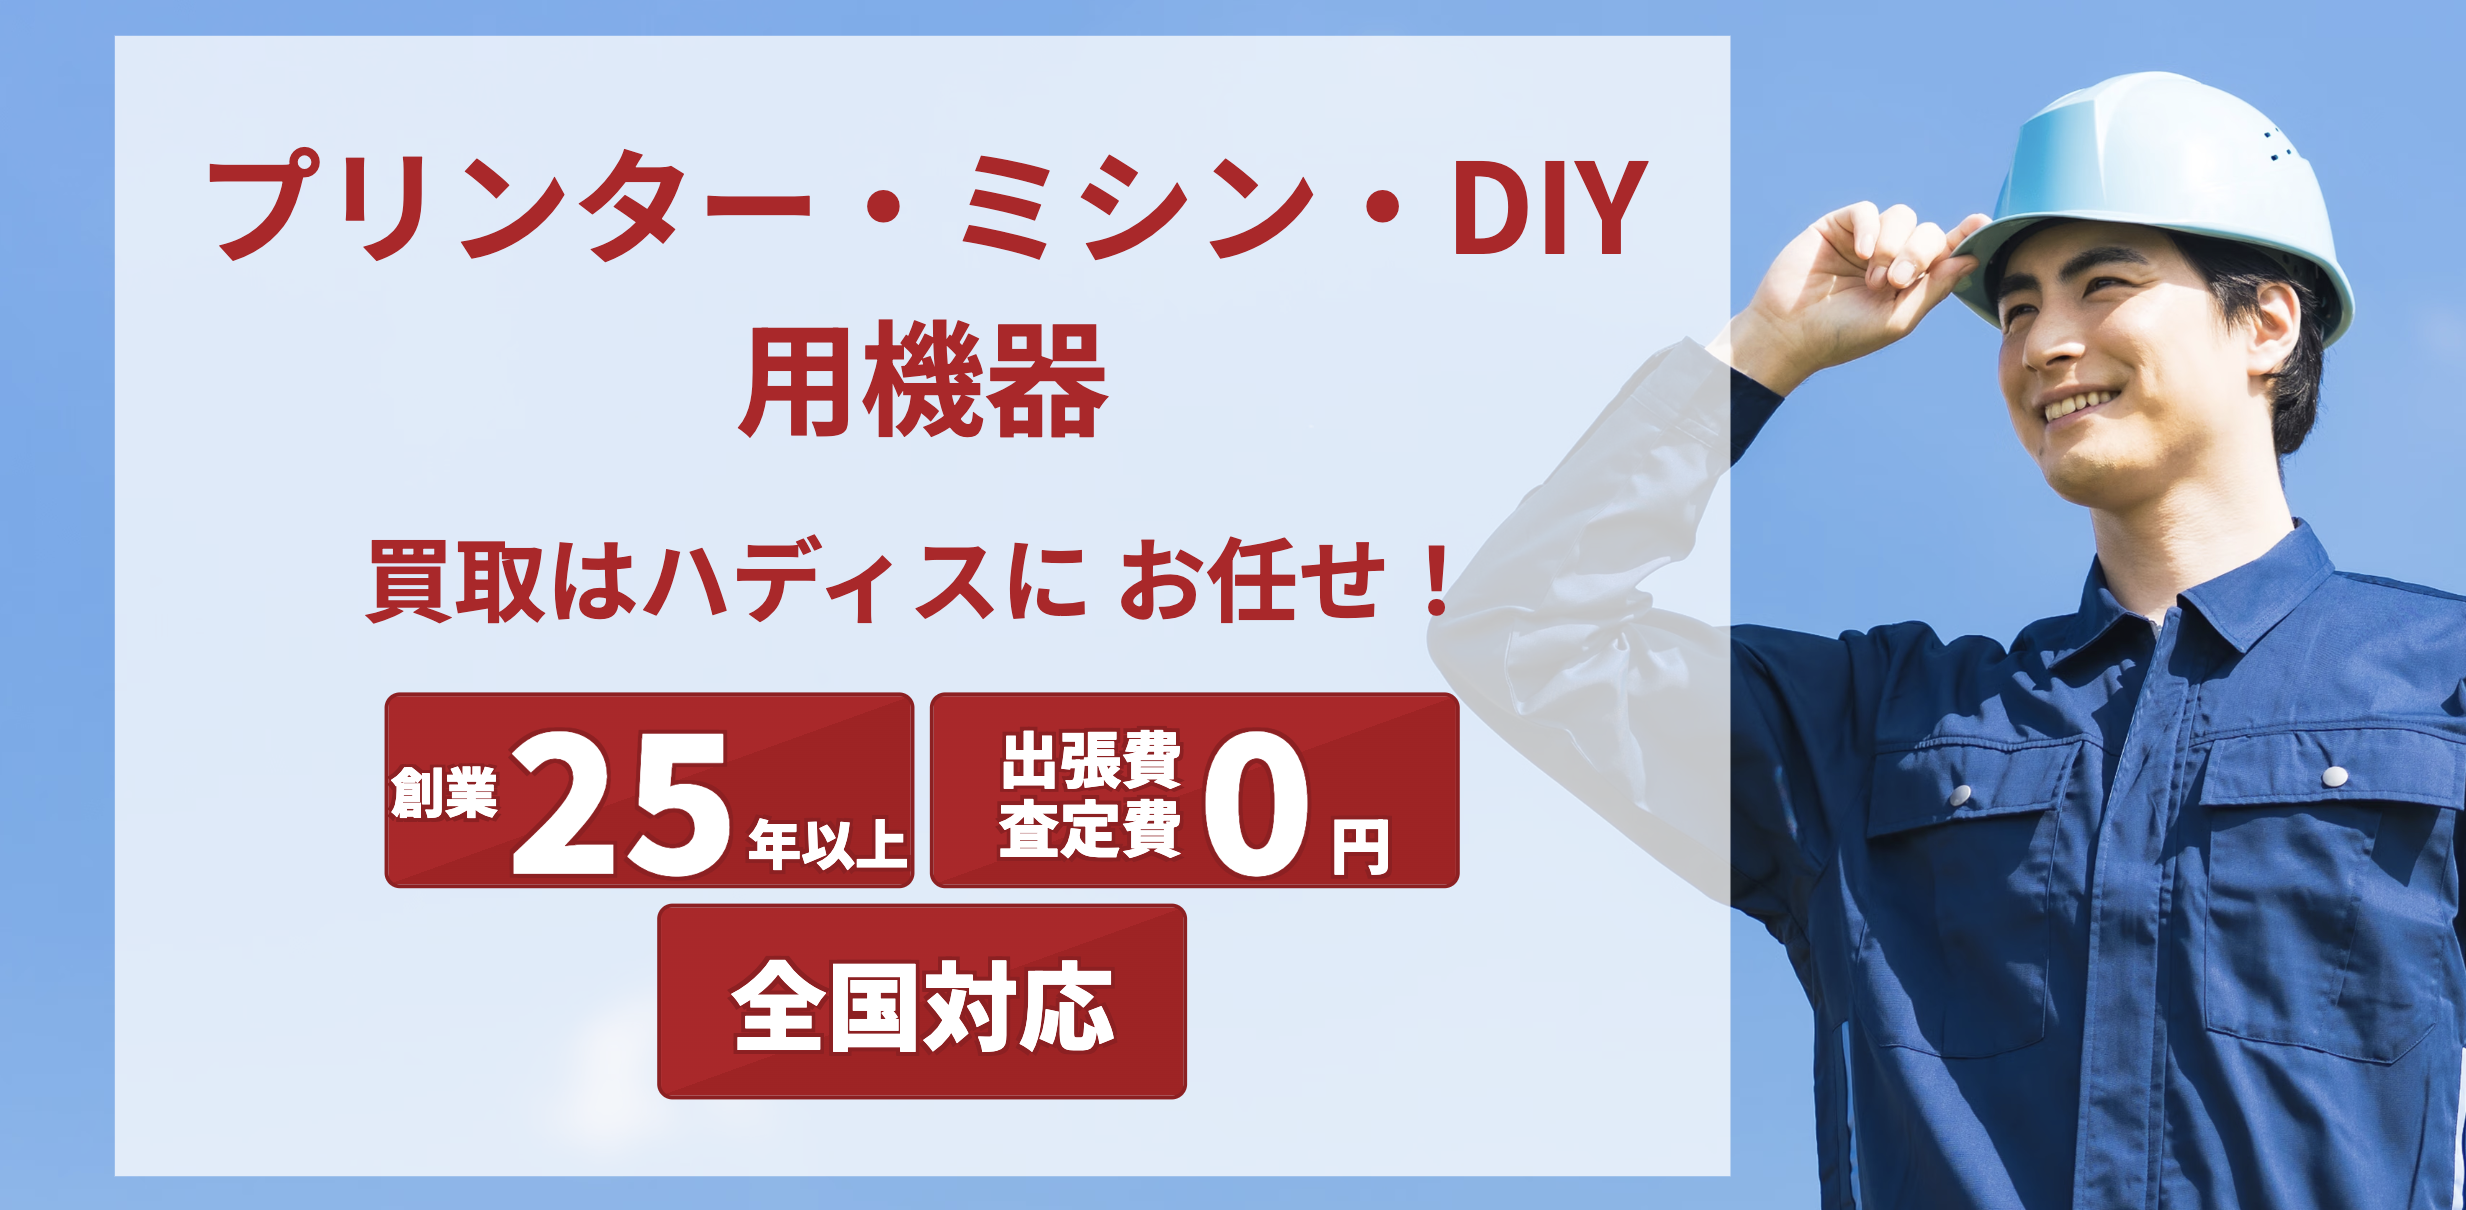 プリンター・ミシン・DIY
用機器
買取はハディスに お任せ！
創業25年以上
出張費
査定費
0円
全国対応